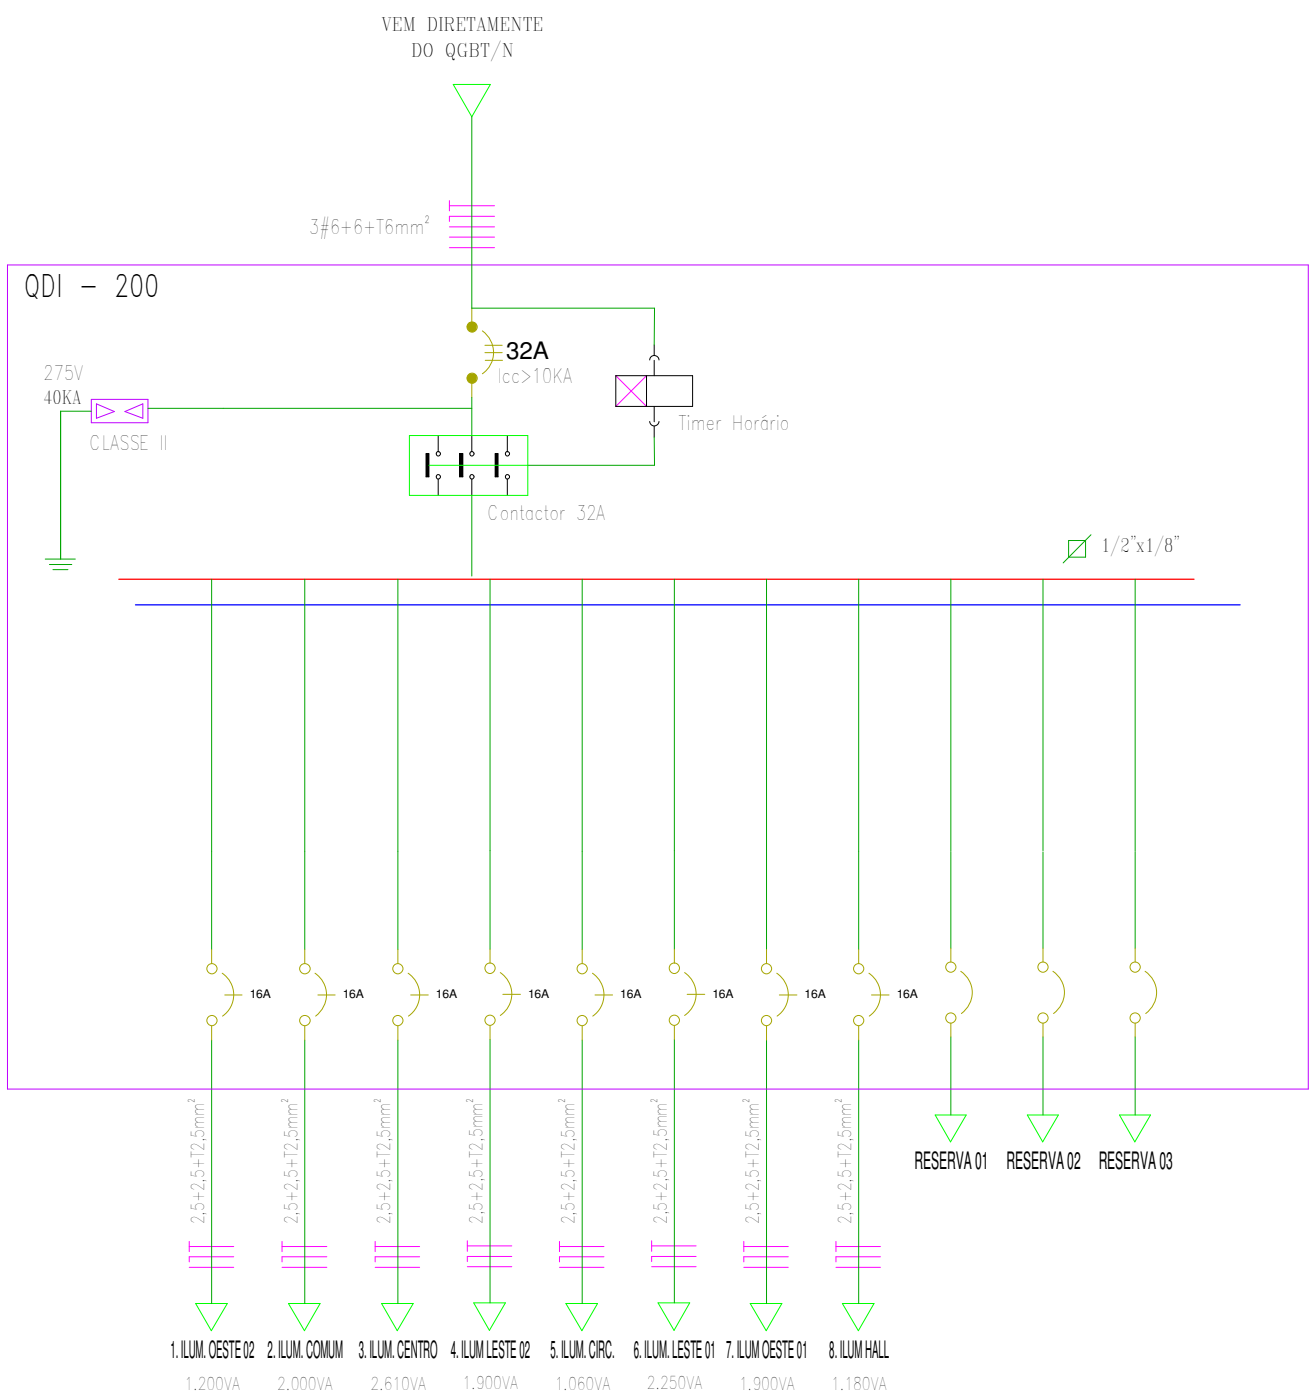 VEM DIRETAMENTE
DO QGBT/N
3#6+6+T6mm²
QDI - 200
32A
Icc>10KA
275V
40KA
CLASSE II
Timer Horário
Contactor 32A
1/2"x1/8"
16A 16A 16A 16A 16A 16A 16A 16A
2,5+2,5+T2,5mm²
2,5+2,5+T2,5mm²
2,5+2,5+T2,5mm²
2,5+2,5+T2,5mm²
2,5+2,5+T2,5mm²
2,5+2,5+T2,5mm²
2,5+2,5+T2,5mm²
2,5+2,5+T2,5mm²
RESERVA 01 RESERVA 02 RESERVA 03
1. ILUM. OESTE 02 2. ILUM. COMUM 3. ILUM. CENTRO 4. ILUM LESTE 02 5. ILUM. CIRC. 6. ILUM. LESTE 01 7. ILUM OESTE 01 8. ILUM HALL
1.200VA 2.000VA 2.610VA 1.900VA 1.060VA 2.250VA 1.900VA 1.180VA